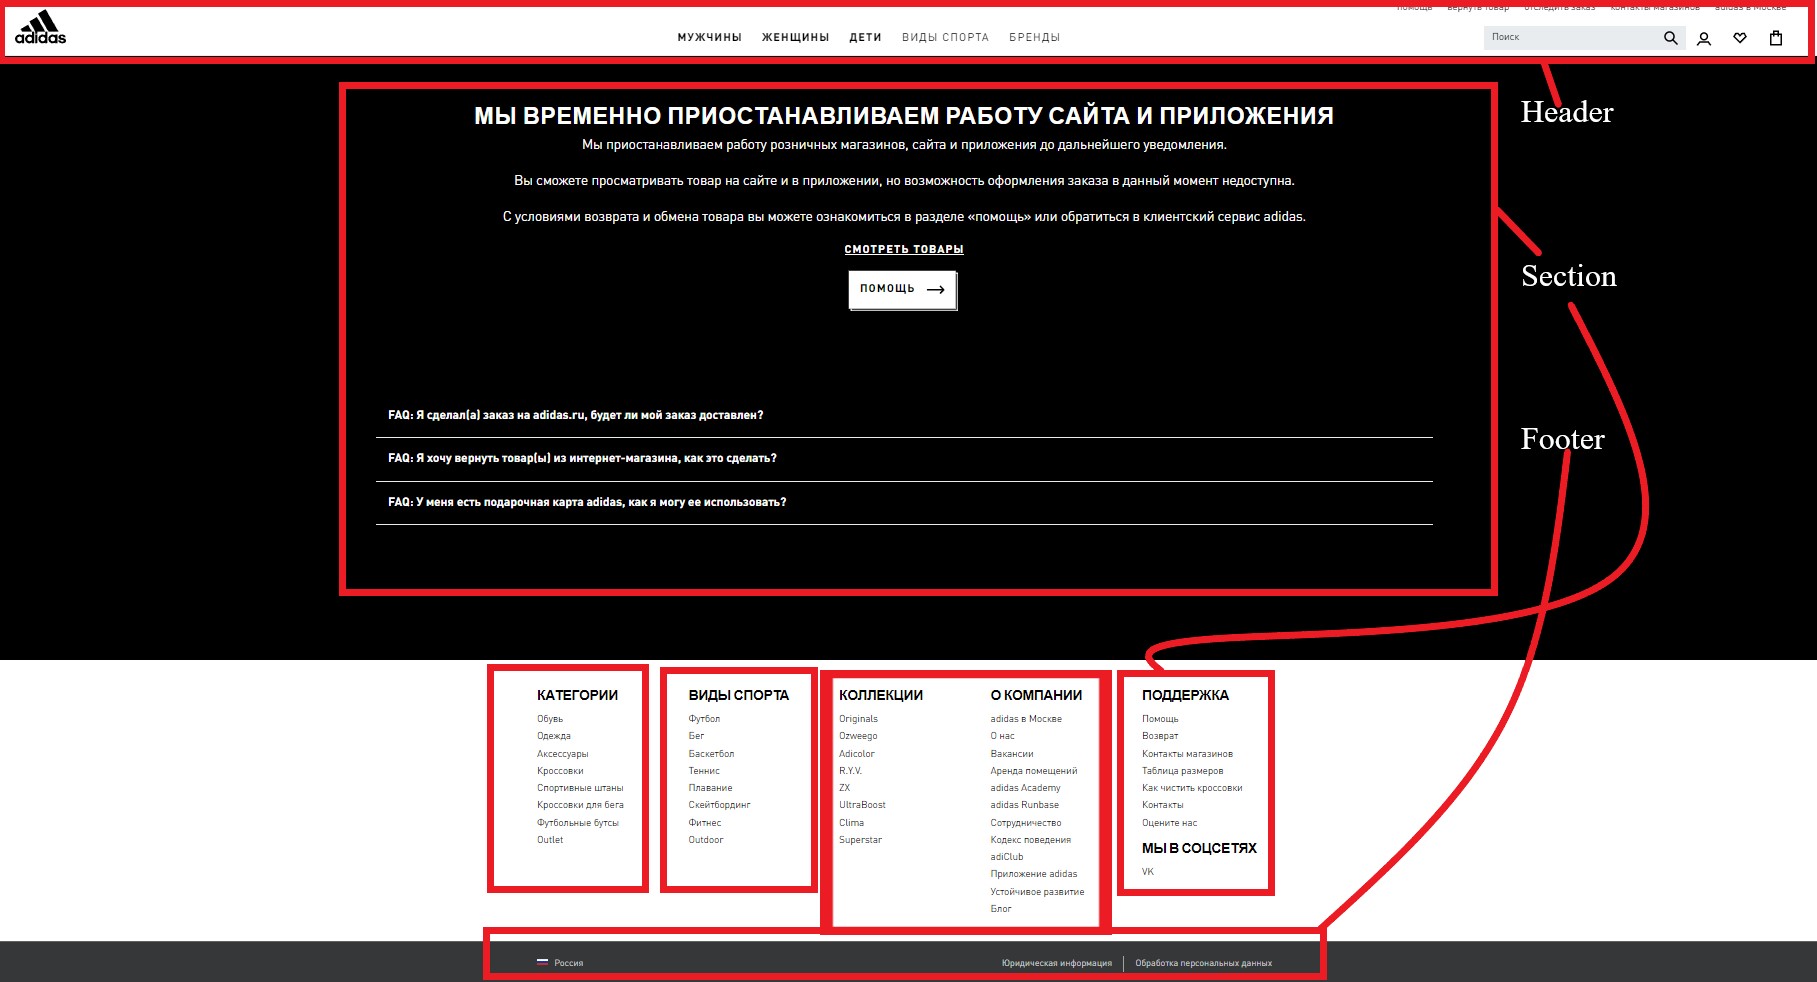 помощь вернуть товар отследить заказ контакты магазинов adidas в Москве
adidas
МУЖЧИНЫ ЖЕНЩИНЫ ДЕТИ ВИДЫ СПОРТА БРЕНДЫ
Поиск
Header
МЫ ВРЕМЕННО ПРИОСТАНАВЛИВАЕМ РАБОТУ САЙТА И ПРИЛОЖЕНИЯ
Мы приостанавливаем работу розничных магазинов, сайта и приложения до дальнейшего уведомления.
Вы сможете просматривать товар на сайте и в приложении, но возможность оформления заказа в данный момент недоступна.
С условиями возврата и обмена товара вы можете ознакомиться в разделе «помощь» или обратиться в клиентский сервис adidas.
СМОТРЕТЬ ТОВАРЫ
ПОМОЩЬ
Section
FAQ: Я сделал(а) заказ на adidas.ru, будет ли мой заказ доставлен?
FAQ: Я хочу вернуть товар(ы) из интернет-магазина, как это сделать?
FAQ: У меня есть подарочная карта adidas, как я могу ее использовать?
Footer
КАТЕГОРИИ
Обувь
Одежда
Аксессуары
Кроссовки
Спортивные штаны
Кроссовки для бега
Футбольные бутсы
Outlet
ВИДЫ СПОРТА
Футбол
Бег
Баскетбол
Теннис
Плавание
Скейтбординг
Фитнес
Outdoor
КОЛЛЕКЦИИ
Originals
Ozweego
Adicolor
R.Y.V.
ZX
UltraBoost
Clima
Superstar
О КОМПАНИИ
adidas в Москве
О нас
Вакансии
Аренда помещений
adidas Academy
adidas Runbase
Сотрудничество
Кодекс поведения
adiClub
Приложение adidas
Устойчивое развитие
Блог
ПОДДЕРЖКА
Помощь
Возврат
Контакты магазинов
Таблица размеров
Как чистить кроссовки
Контакты
Оцените нас
МЫ В СОЦСЕТЯХ
VK
Россия
Юридическая информация
Обработка персональных данных